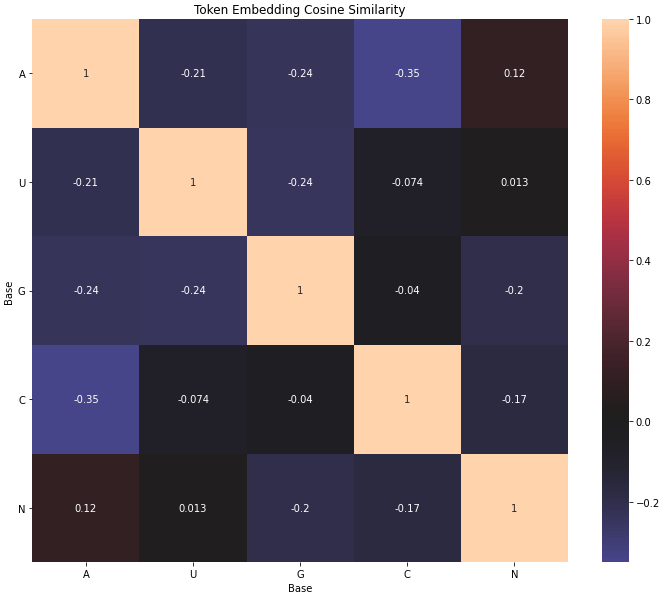 Token Embedding Cosine Similarity
A 1 -0.21 -0.24 -0.35 0.12
U -0.21 1 -0.24 -0.074 0.013
G -0.24 -0.24 1 -0.04 -0.2
C -0.35 -0.074 -0.04 1 -0.17
N 0.12 0.013 -0.2 -0.17 1
A U G C N
Base
Base
1.0
0.8
0.6
0.4
0.2
0.0
−0.2